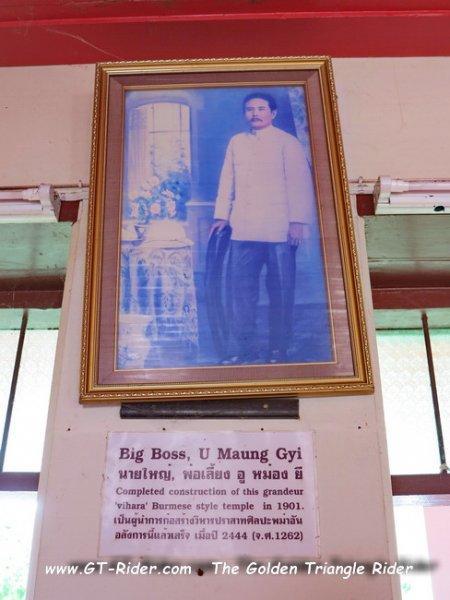 Big Boss, U Maung Gyi
นายใหญ่, พ่อเลี้ยง อู หม่อง ยี
Completed construction of this grandeur
'vihara' Burmese style temple in 1901.
เป็นผู้นำการก่อสร้างวิหารปราสาทศิลปะพม่าอัน
อลังการนี้แล้วเสร็จ เมื่อปี 2444 (จ.ศ.1262)
www.GT-Rider.com - The Golden Triangle Rider